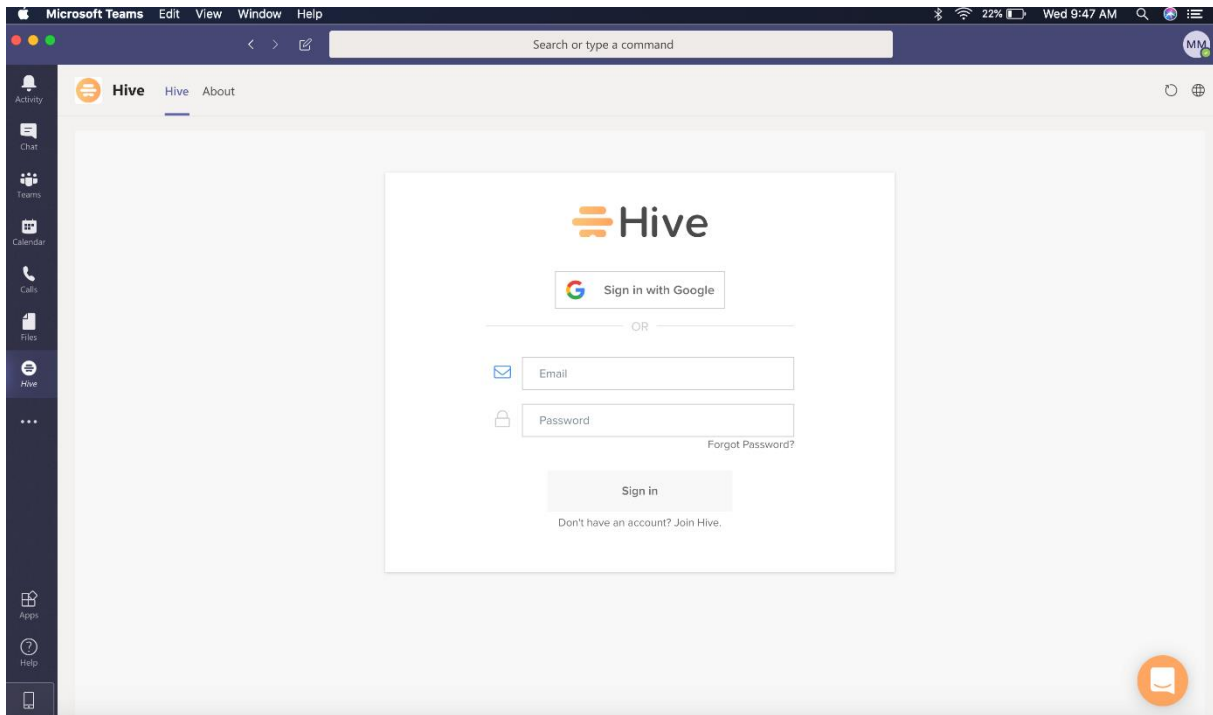 Microsoft Teams Edit View Window Help 22% Wed 9:47 AM
Search or type a command MM
Activity
Hive Hive About
Chat
Teams
Calendar
Calls
Files
Hive
Hive
Sign in with Google
OR
Email
Password
Forgot Password?
Sign in
Don't have an account? Join Hive.
Apps
Help